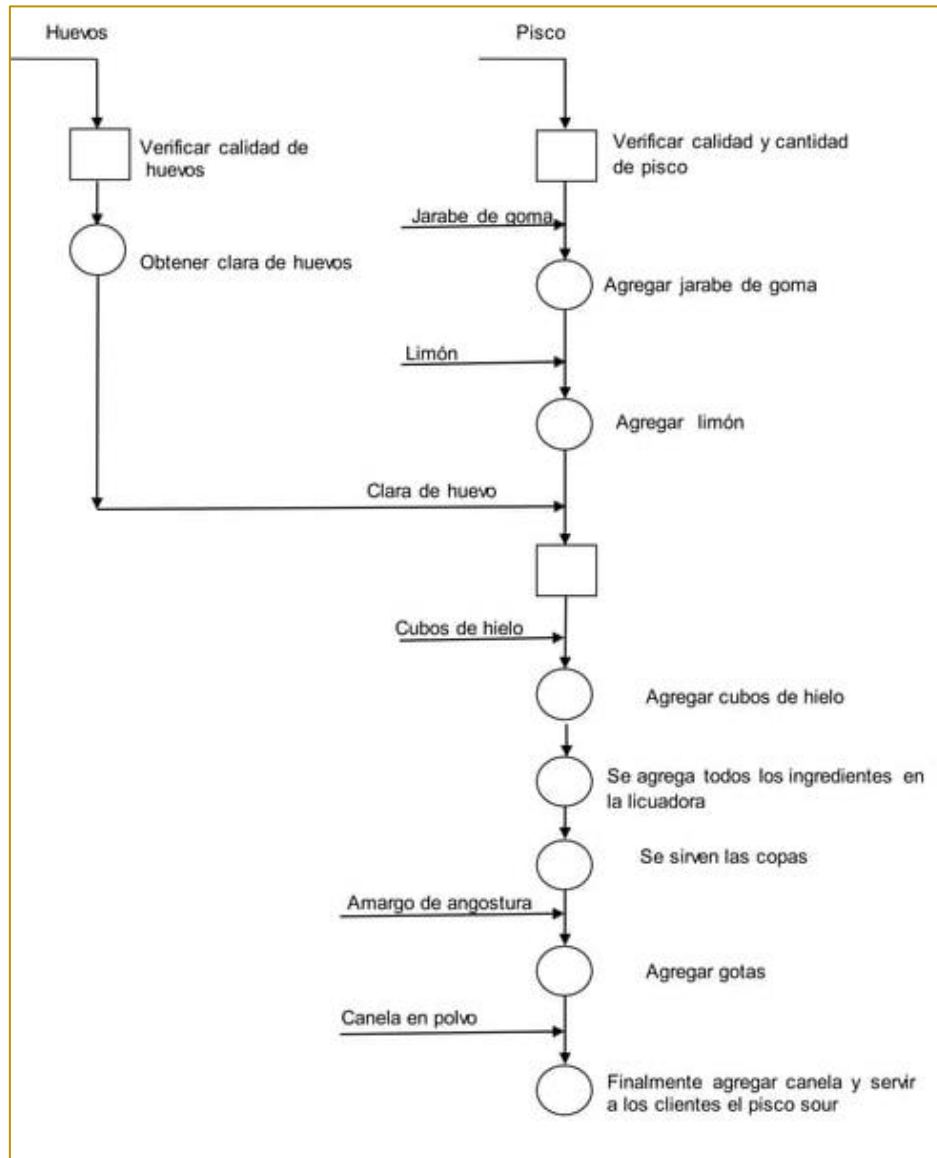 Huevos
Pisco
Verificar calidad de
huevos
Verificar calidad y cantidad
de pisco
Jarabe de goma
Obtener clara de huevos
Agregar jarabe de goma
Limón
Agregar limón
Clara de huevo
Cubos de hielo
Agregar cubos de hielo
Se agrega todos los ingredientes en
la licuadora
Se sirven las copas
Amargo de angostura
Agregar gotas
Canela en polvo
Finalmente agregar canela y servir
a los clientes el pisco sour